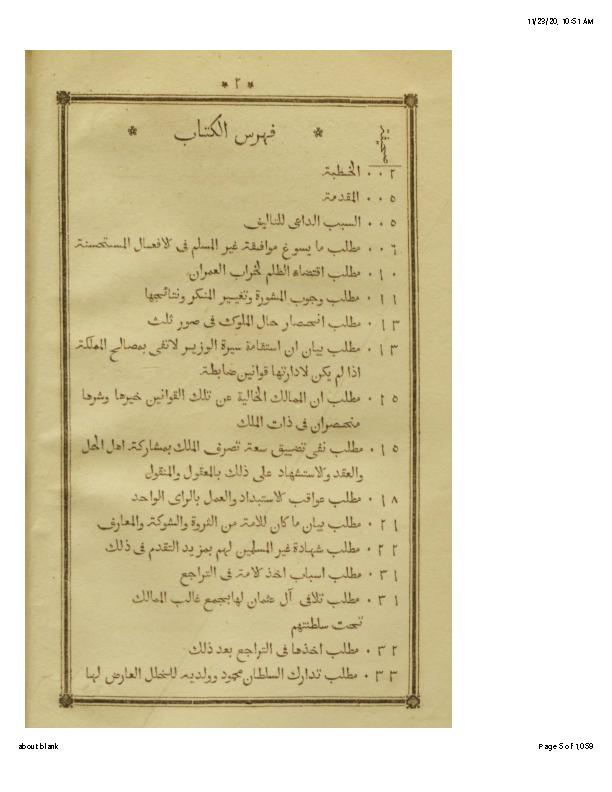 11/23/20, 10:51 AM
* ٢ *
صحيفة
* فهرس الكتاب *
٠٠٢ الخطبة
٠٠٥ المقدمة
٠٠٥ السبب الداعى للتاليف
٠٠٦ مطلب ما يسوغ موافقة غير المسلم فى الافعال المستحسنة
٠١٠ مطلب اقتضاء الظلم لخراب العمران
٠١١ مطلب وجوب المشورة وتغيير المنكر ونتائجها
٠١٣ مطلب انحصار حال الملوك فى صور ثلث
٠١٣ مطلب بيان ان استقامة سيرة الوزير لاتفى بمصالح المملكة
اذا لم يكن لادارتها قوانين ضابطة
٠١٥ مطلب ان الممالك الخالية عن تلك القوانين خيرها وشرها
منحصران فى ذات الملك
٠١٥ مطلب نفى تضييق سعة تصرف الملك بمشاركة اهل الحل
والعقد والاستشهاد على ذلك بالمعقول والمنقول
٠١٨ مطلب عواقب الاستبداد والعمل بالراى الواحد
٠٢١ مطلب بيان ما كان للامة من الثروة والشوكة والمعارف
٠٢٢ مطلب شهادة غير المسلمين لهم بمزيد التقدم فى ذلك
٠٣١ مطلب اسباب اخذ الامة فى التراجع
٠٣١ مطلب تلافى آل عثمان لها بجمع غالب الممالك
تحت سلطنتهم
٠٣٢ مطلب اخذها فى التراجع بعد ذلك
٠٣٣ مطلب تدارك السلطان محمود وولديه للخلل العارض لها
about:blank
Page 5 of 1,059